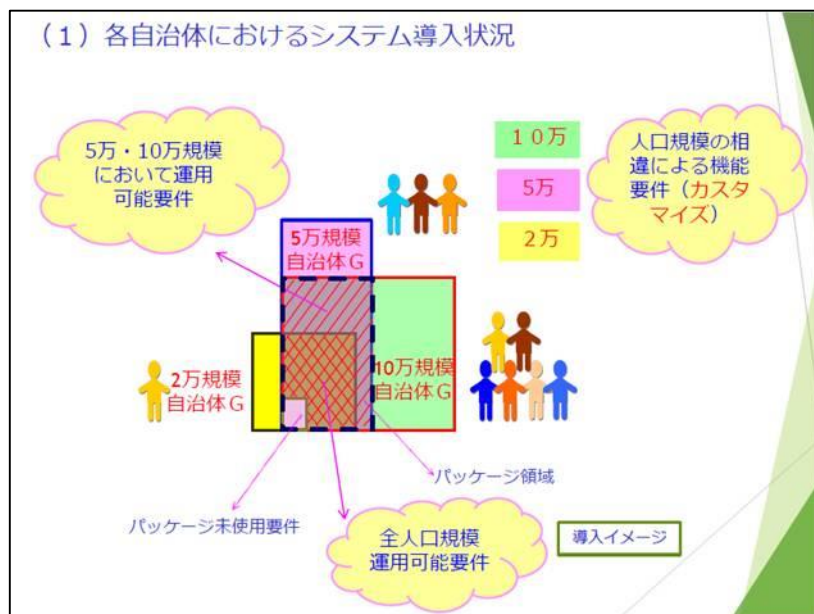 （１）各自治体におけるシステム導入状況
5万・10万規模
において運用
可能要件
１０万
5万
２万
人口規模の相
違による機能
要件（カスタ
マイズ）
5万規模
自治体Ｇ
2万規模
自治体Ｇ
10万規模
自治体Ｇ
パッケージ領域
パッケージ未使用要件
全人口規模
運用可能要件
導入イメージ